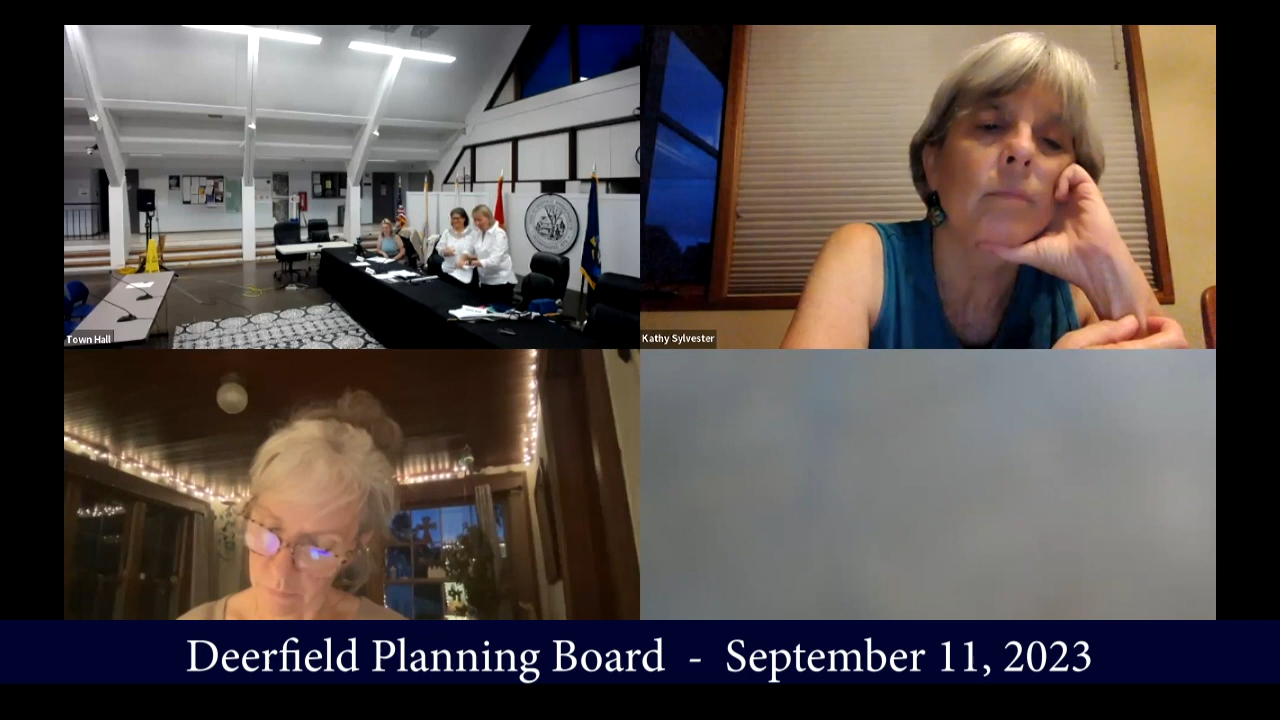 Town Hall
Kathy Sylvester
Deerfield Planning Board - September 11, 2023